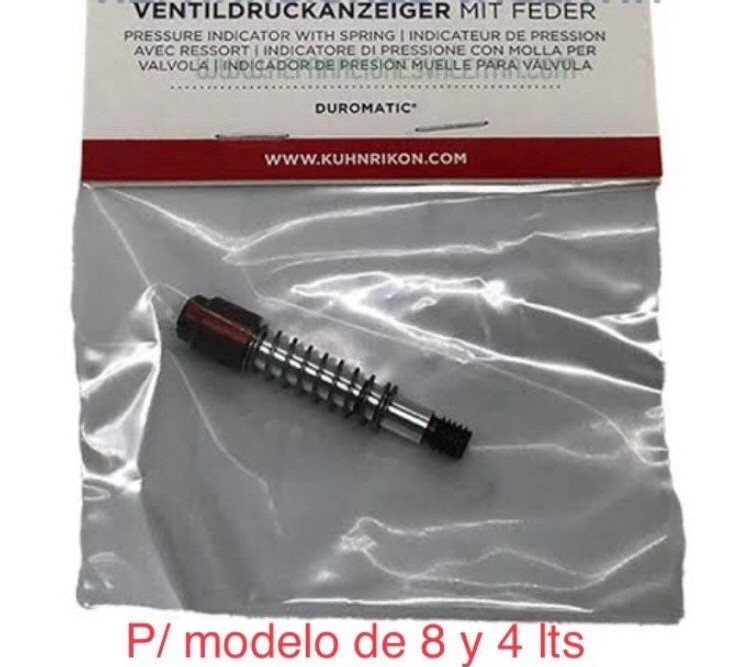 VENTILDRUCKANZEIGER MIT FEDER
PRESSURE INDICATOR WITH SPRING | INDICATEUR DE PRESSION
AVEC RESSORT | INDICATORE DI PRESSIONE CON MOLLA PER
VALVOLA | INDICADOR DE PRESIÓN MUELLE PARA VÁLVULA
DUROMATIC®
WWW.KUHNRIKON.COM
P/ modelo de 8 y 4 lts